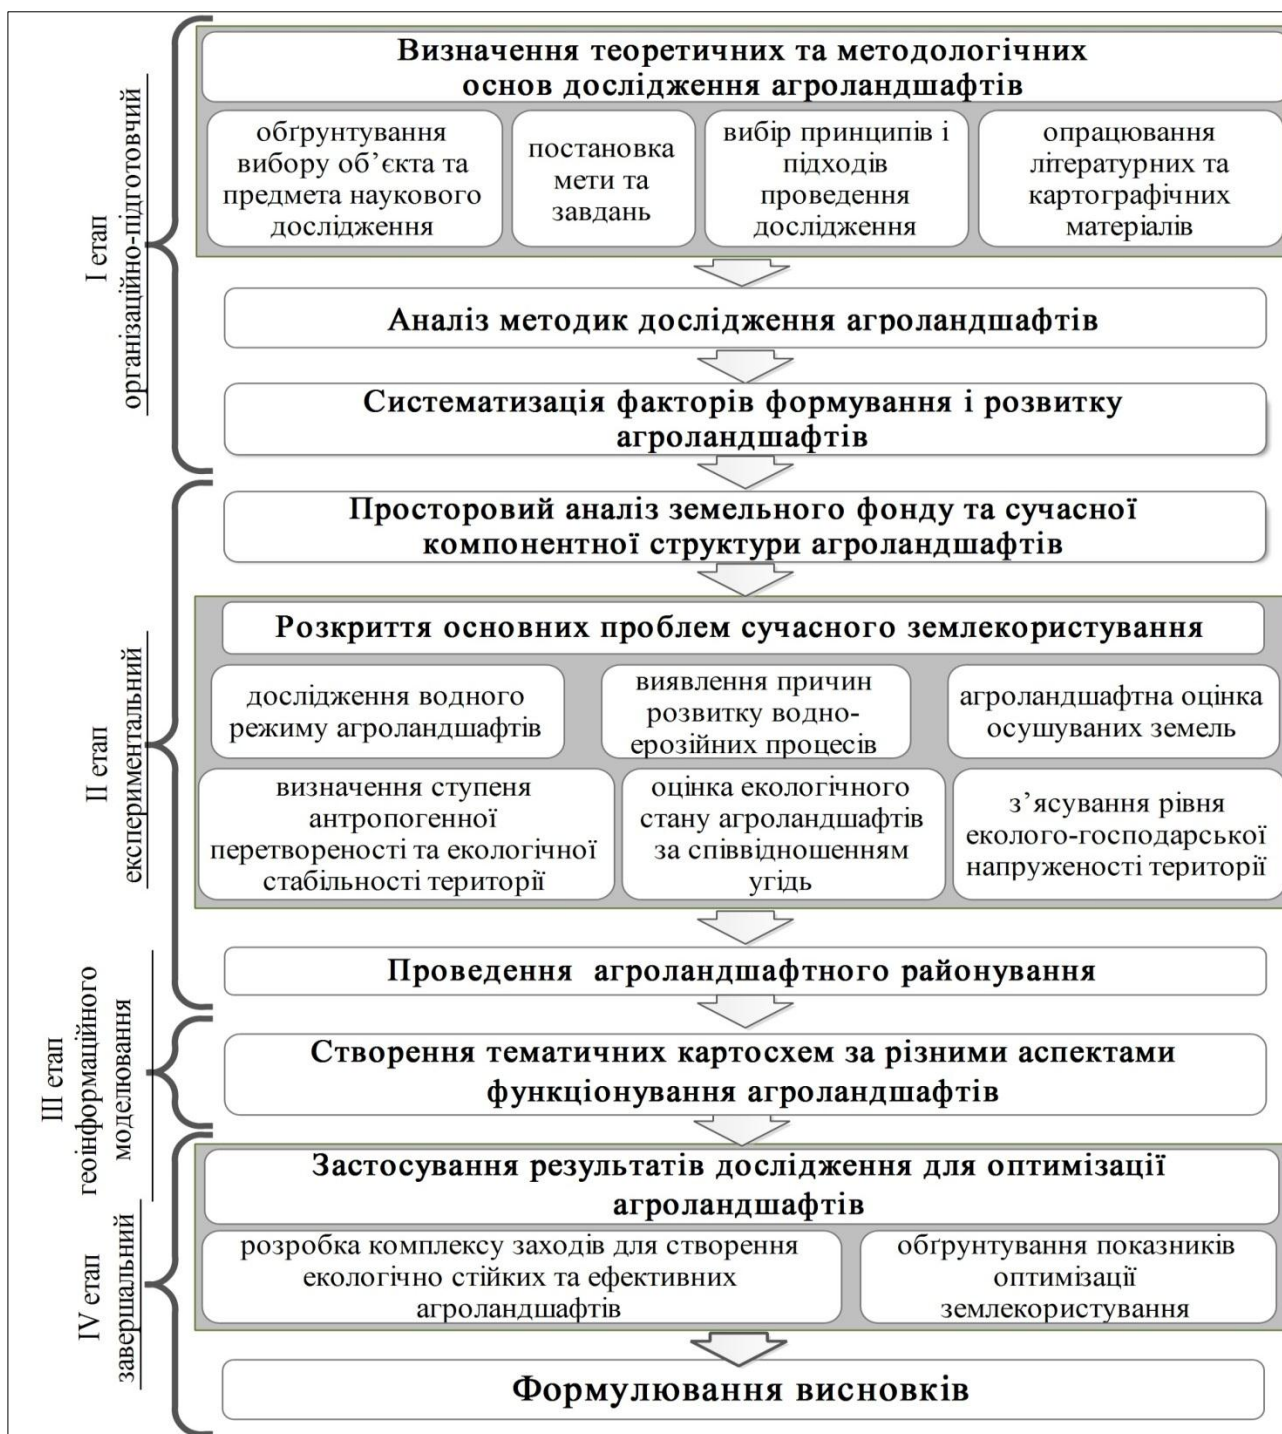 І етап
організаційно-підготовчий
Визначення теоретичних та методологічних
основ дослідження агроландшафтів
обґрунтування
вибору об’єкта та
предмета наукового
дослідження
постановка
мети та
завдань
вибір принципів і
підходів
проведення
дослідження
опрацювання
літературних та
картографічних
матеріалів
Аналіз методик дослідження агроландшафтів
Систематизація факторів формування і розвитку
агроландшафтів
ІІ етап
експериментальний
Просторовий аналіз земельного фонду та сучасної
компонентної структури агроландшафтів
Розкриття основних проблем сучасного землекористування
дослідження водного
режиму агроландшафтів
виявлення причин
розвитку водно-
ерозійних процесів
агроландшафтна оцінка
осушуваних земель
визначення ступеня
антропогенної
перетвореності та екологічної
стабільності території
оцінка екологічного
стану агроландшафтів
за співвідношенням
угідь
з’ясування рівня
еколого-господарської
напруженості території
Проведення агроландшафтного районування
ІІІ етап
геоінформаційного
моделювання
Створення тематичних картосхем за різними аспектами
функціонування агроландшафтів
IV етап
завершальний
Застосування результатів дослідження для оптимізації
агроландшафтів
розробка комплексу заходів для створення
екологічно стійких та ефективних
агроландшафтів
обґрунтування показників
оптимізації
землекористування
Формулювання висновків